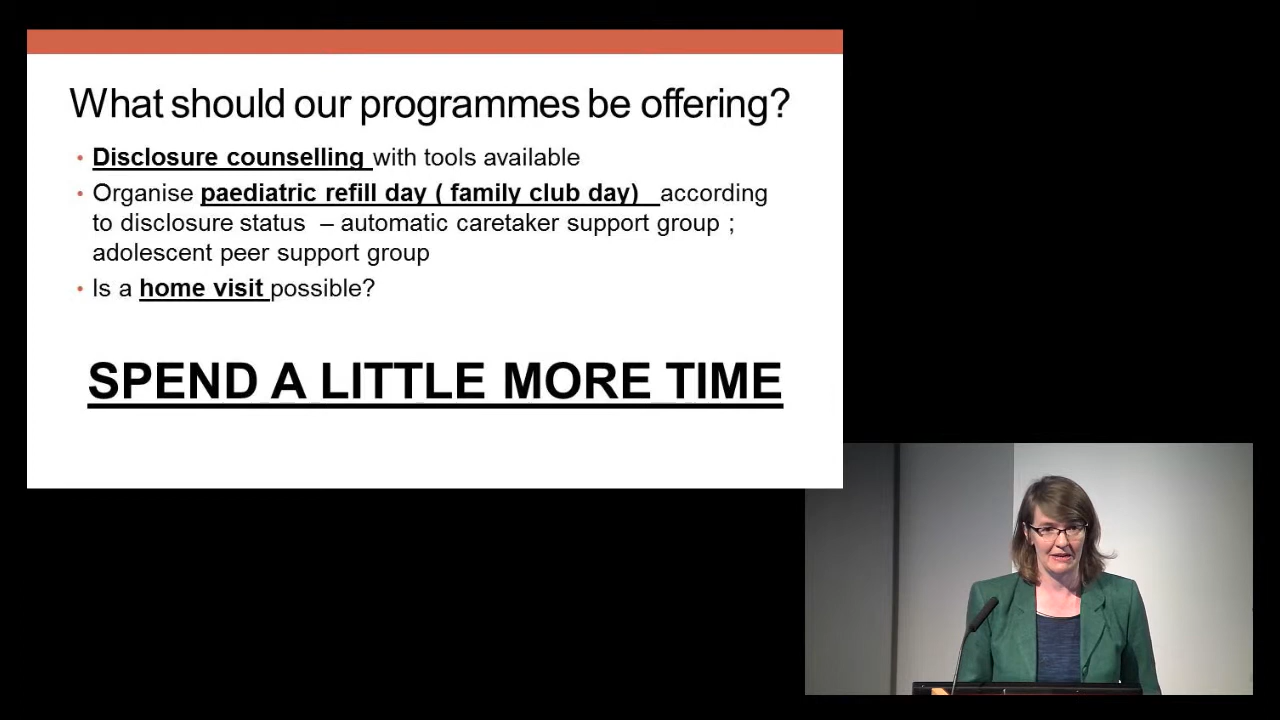 What should our programmes be offering?
• Disclosure counselling with tools available
• Organise paediatric refill day ( family club day) according
to disclosure status – automatic caretaker support group ;
adolescent peer support group
• Is a home visit possible?
SPEND A LITTLE MORE TIME